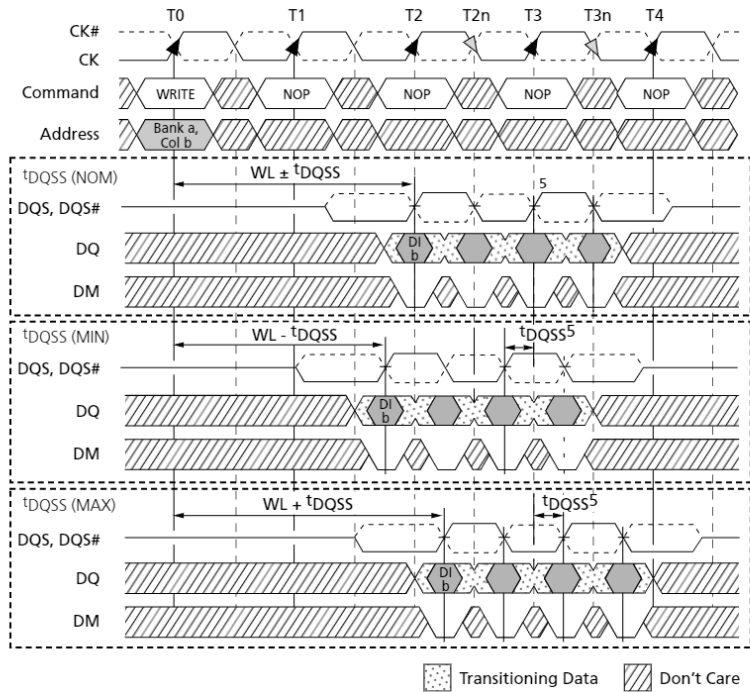 T0 T1 T2 T2n T3 T3n T4
CK#
CK
Command WRITE NOP NOP NOP NOP
Address Bank a,
Col b
tDQSS (NOM) WL ± tDQSS
5
DQS, DQS#
DQ DI
b
DM
tDQSS (MIN) WL - tDQSS tDQSS5
DQS, DQS#
DQ DI
b
DM
tDQSS (MAX) WL + tDQSS tDQSS5
DQS, DQS#
DQ DI
b
DM
Transitioning Data Don't Care